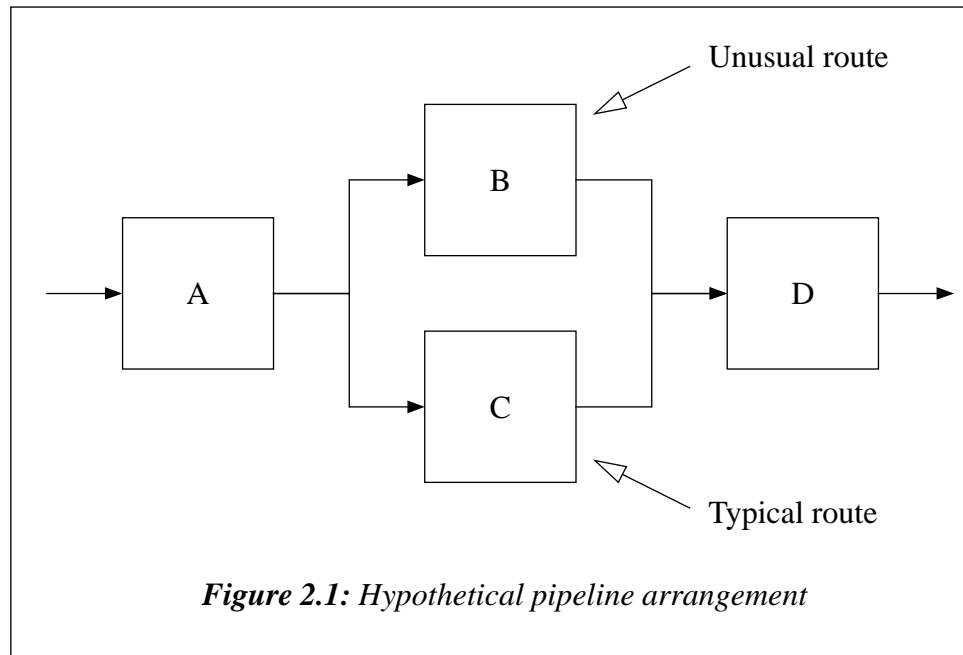 Unusual route
B
A
D
C
Typical route
Figure 2.1: Hypothetical pipeline arrangement